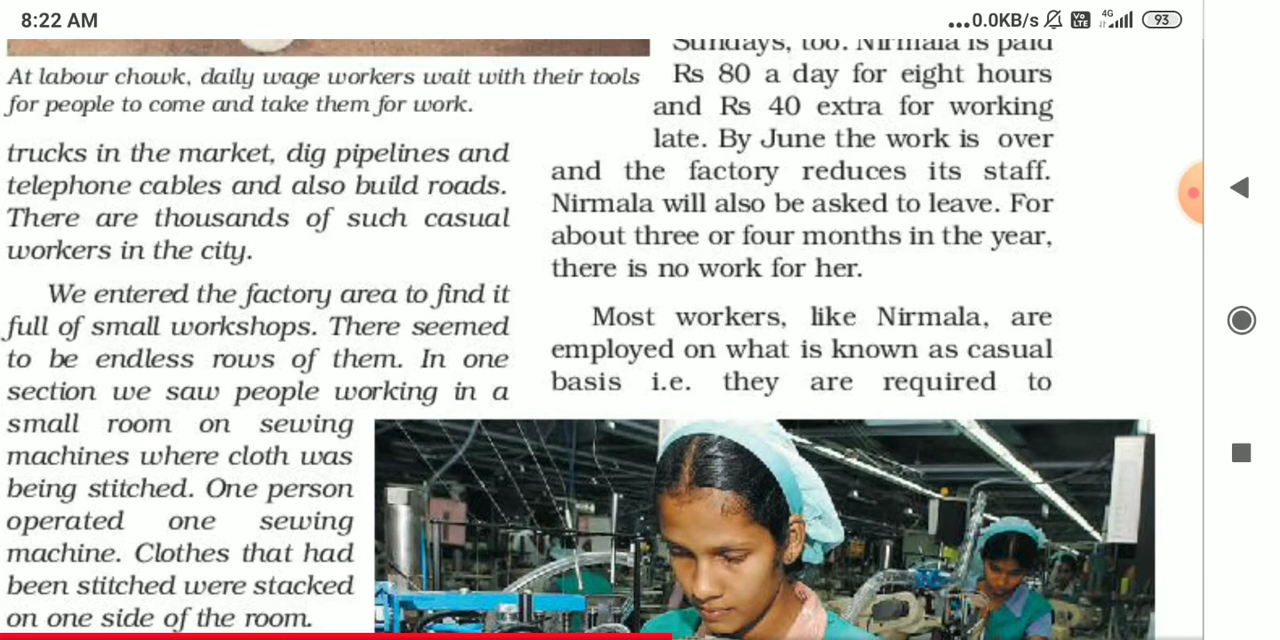 8:22 AM
...0.0KB/s
Vo
LTE
4G
93
At labour chowk, daily wage workers wait with their tools
for people to come and take them for work.
trucks in the market, dig pipelines and
telephone cables and also build roads.
There are thousands of such casual
workers in the city.
We entered the factory area to find it
full of small workshops. There seemed
to be endless rows of them. In one
section we saw people working in a
small room on sewing
machines where cloth was
being stitched. One person
operated one sewing
machine. Clothes that had
been stitched were stacked
on one side of the room.
Sundays, too. Nirmala is paid
Rs 80 a day for eight hours
and Rs 40 extra for working
late. By June the work is over
and the factory reduces its staff.
Nirmala will also be asked to leave. For
about three or four months in the year,
there is no work for her.
Most workers, like Nirmala, are
employed on what is known as casual
basis i.e. they are required to